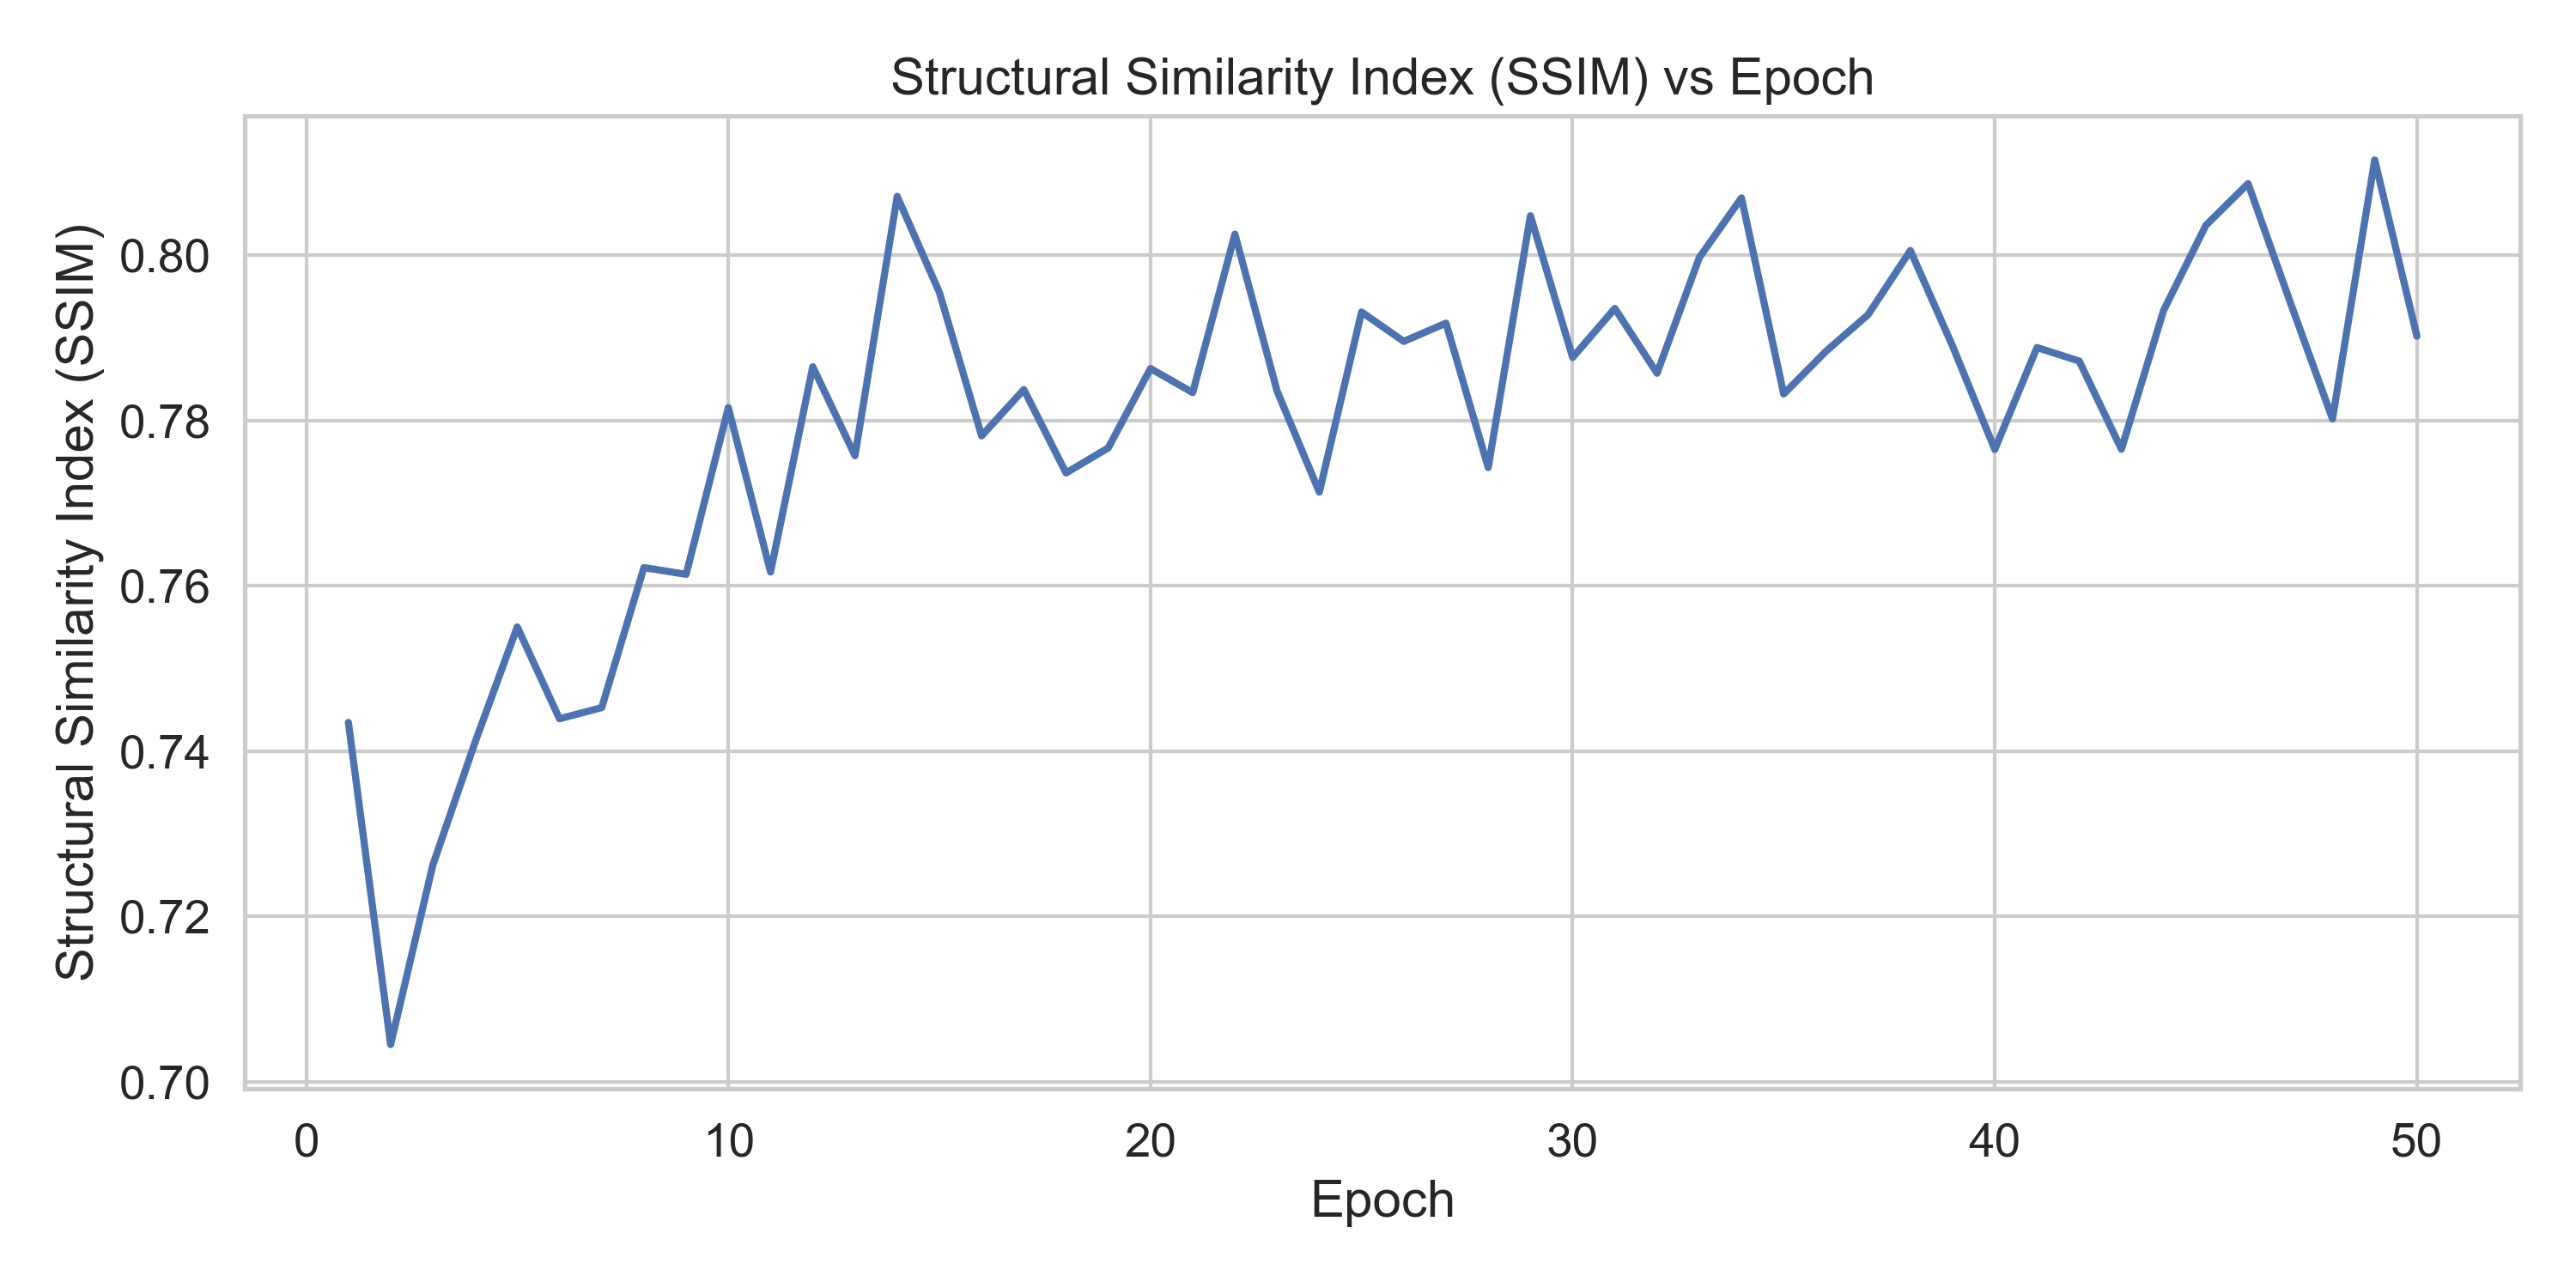 Structural Similarity Index (SSIM) vs Epoch
Structural Similarity Index (SSIM)
0.80
0.78
0.76
0.74
0.72
0.70
0 10 20 30 40 50
Epoch